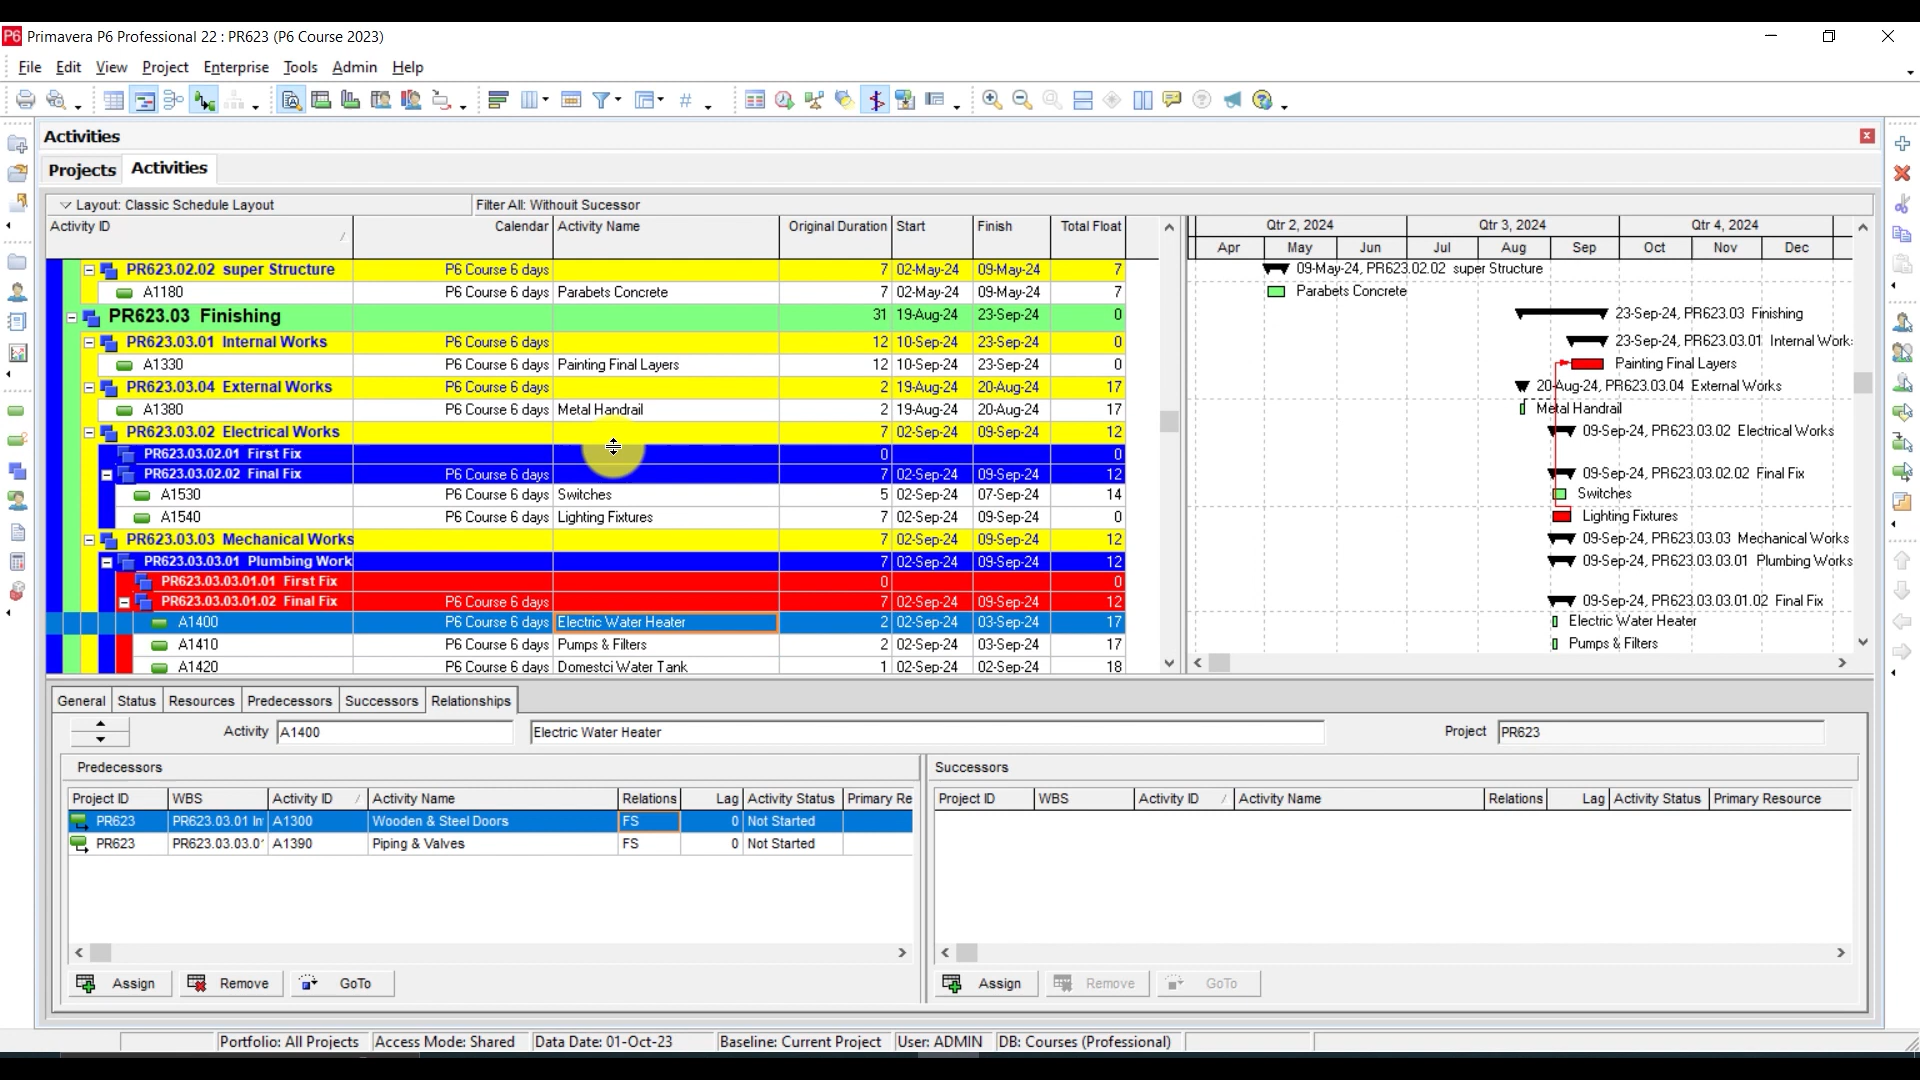 P6 Primavera P6 Professional 22 : PR623 (P6 Course 2023)
File Edit View Project Enterprise Tools Admin Help
Activities
Projects Activities
Layout: Classic Schedule Layout Filter All: Withouit Sucessor
Activity ID Calendar Activity Name Original Duration Start Finish Total Float Qtr 2, 2024 Qtr 3, 2024 Qtr 4, 2024
Apr May Jun Jul Aug Sep Oct Nov Dec
PR623.02.02 super Structure P6 Course 6 days 7 02-May-24 09-May-24 7 09-May-24, PR623.02.02 super Structure
A1180 P6 Course 6 days Parabets Concrete 7 02-May-24 09-May-24 7 Parabets Concrete
PR623.03 Finishing 31 19-Aug-24 23-Sep-24 0 23-Sep-24, PR623.03 Finishing
PR623.03.01 Internal Works P6 Course 6 days 12 10-Sep-24 23-Sep-24 0 23-Sep-24, PR623.03.01 Internal Work:
A1330 P6 Course 6 days Painting Final Layers 12 10-Sep-24 23-Sep-24 0 Painting Final Layers
PR623.03.04 External Works P6 Course 6 days 2 19-Aug-24 20-Aug-24 17 20-Aug-24, PR623.03.04 External Works
A1380 P6 Course 6 days Metal Handrail 2 19-Aug-24 20-Aug-24 17 Metal Handrail
PR623.03.02 Electrical Works P6 Course 6 days 7 02-Sep-24 09-Sep-24 12 09-Sep-24, PR623.03.02 Electrical Works
PR623.03.02.01 First Fix 0 0
PR623.03.02.02 Final Fix P6 Course 6 days 7 02-Sep-24 09-Sep-24 12 09-Sep-24, PR623.03.02.02 Final Fix
A1530 P6 Course 6 days Switches 5 02-Sep-24 07-Sep-24 14 Switches
A1540 P6 Course 6 days Lighting Fixtures 7 02-Sep-24 09-Sep-24 0 Lighting Fixtures
PR623.03.03 Mechanical Works 7 02-Sep-24 09-Sep-24 12 09-Sep-24, PR623.03.03 Mechanical Works
PR623.03.03.01 Plumbing Work 7 02-Sep-24 09-Sep-24 12 09-Sep-24, PR623.03.03.01 Plumbing Works
PR623.03.03.01.01 First Fix 0 0
PR623.03.03.01.02 Final Fix P6 Course 6 days 7 02-Sep-24 09-Sep-24 12 09-Sep-24, PR623.03.03.01.02 Final Fix
A1400 P6 Course 6 days Electric Water Heater 2 02-Sep-24 03-Sep-24 17 Electric Water Heater
A1410 P6 Course 6 days Pumps & Filters 2 02-Sep-24 03-Sep-24 17 Pumps & Filters
A1420 P6 Course 6 days Domestci Water Tank 1 02-Sep-24 02-Sep-24 18
General Status Resources Predecessors Successors Relationships
Activity A1400 Electric Water Heater Project PR623
Predecessors Successors
Project ID WBS Activity ID Activity Name Relations Lag Activity Status Primary Re Project ID WBS Activity ID Activity Name Relations Lag Activity Status Primary Resource
PR623 PR623.03.01 In A1300 Wooden & Steel Doors FS 0 Not Started
PR623 PR623.03.03.0' A1390 Piping & Valves FS 0 Not Started
Assign Remove GoTo Assign Remove GoTo
Portfolio: All Projects Access Mode: Shared Data Date: 01-Oct-23 Baseline: Current Project User: ADMIN DB: Courses (Professional)